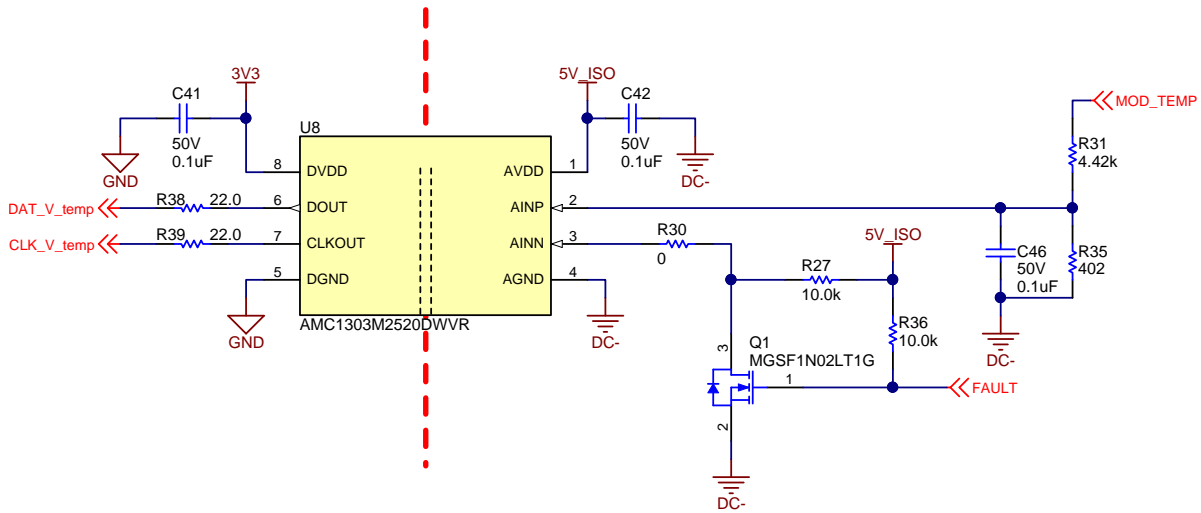 3V3
C41
50V
0.1uF
GND
5V_ISO
C42
50V
0.1uF
DC-
MOD_TEMP
R31
4.42k
U8
8
DVDD
AVDD
1
DAT_V_temp
R38
22.0
6
DOUT
AINP
2
CLK_V_temp
R39
22.0
7
CLKOUT
AINN
3
R30
0
5
DGND
AGND
4
GND
DC-
AMC1303M2520DWVR
5V_ISO
R27
10.0k
R36
10.0k
C46
50V
0.1uF
R35
402
DC-
Q1
MGSF1N02LT1G
3
1
2
FAULT
DC-